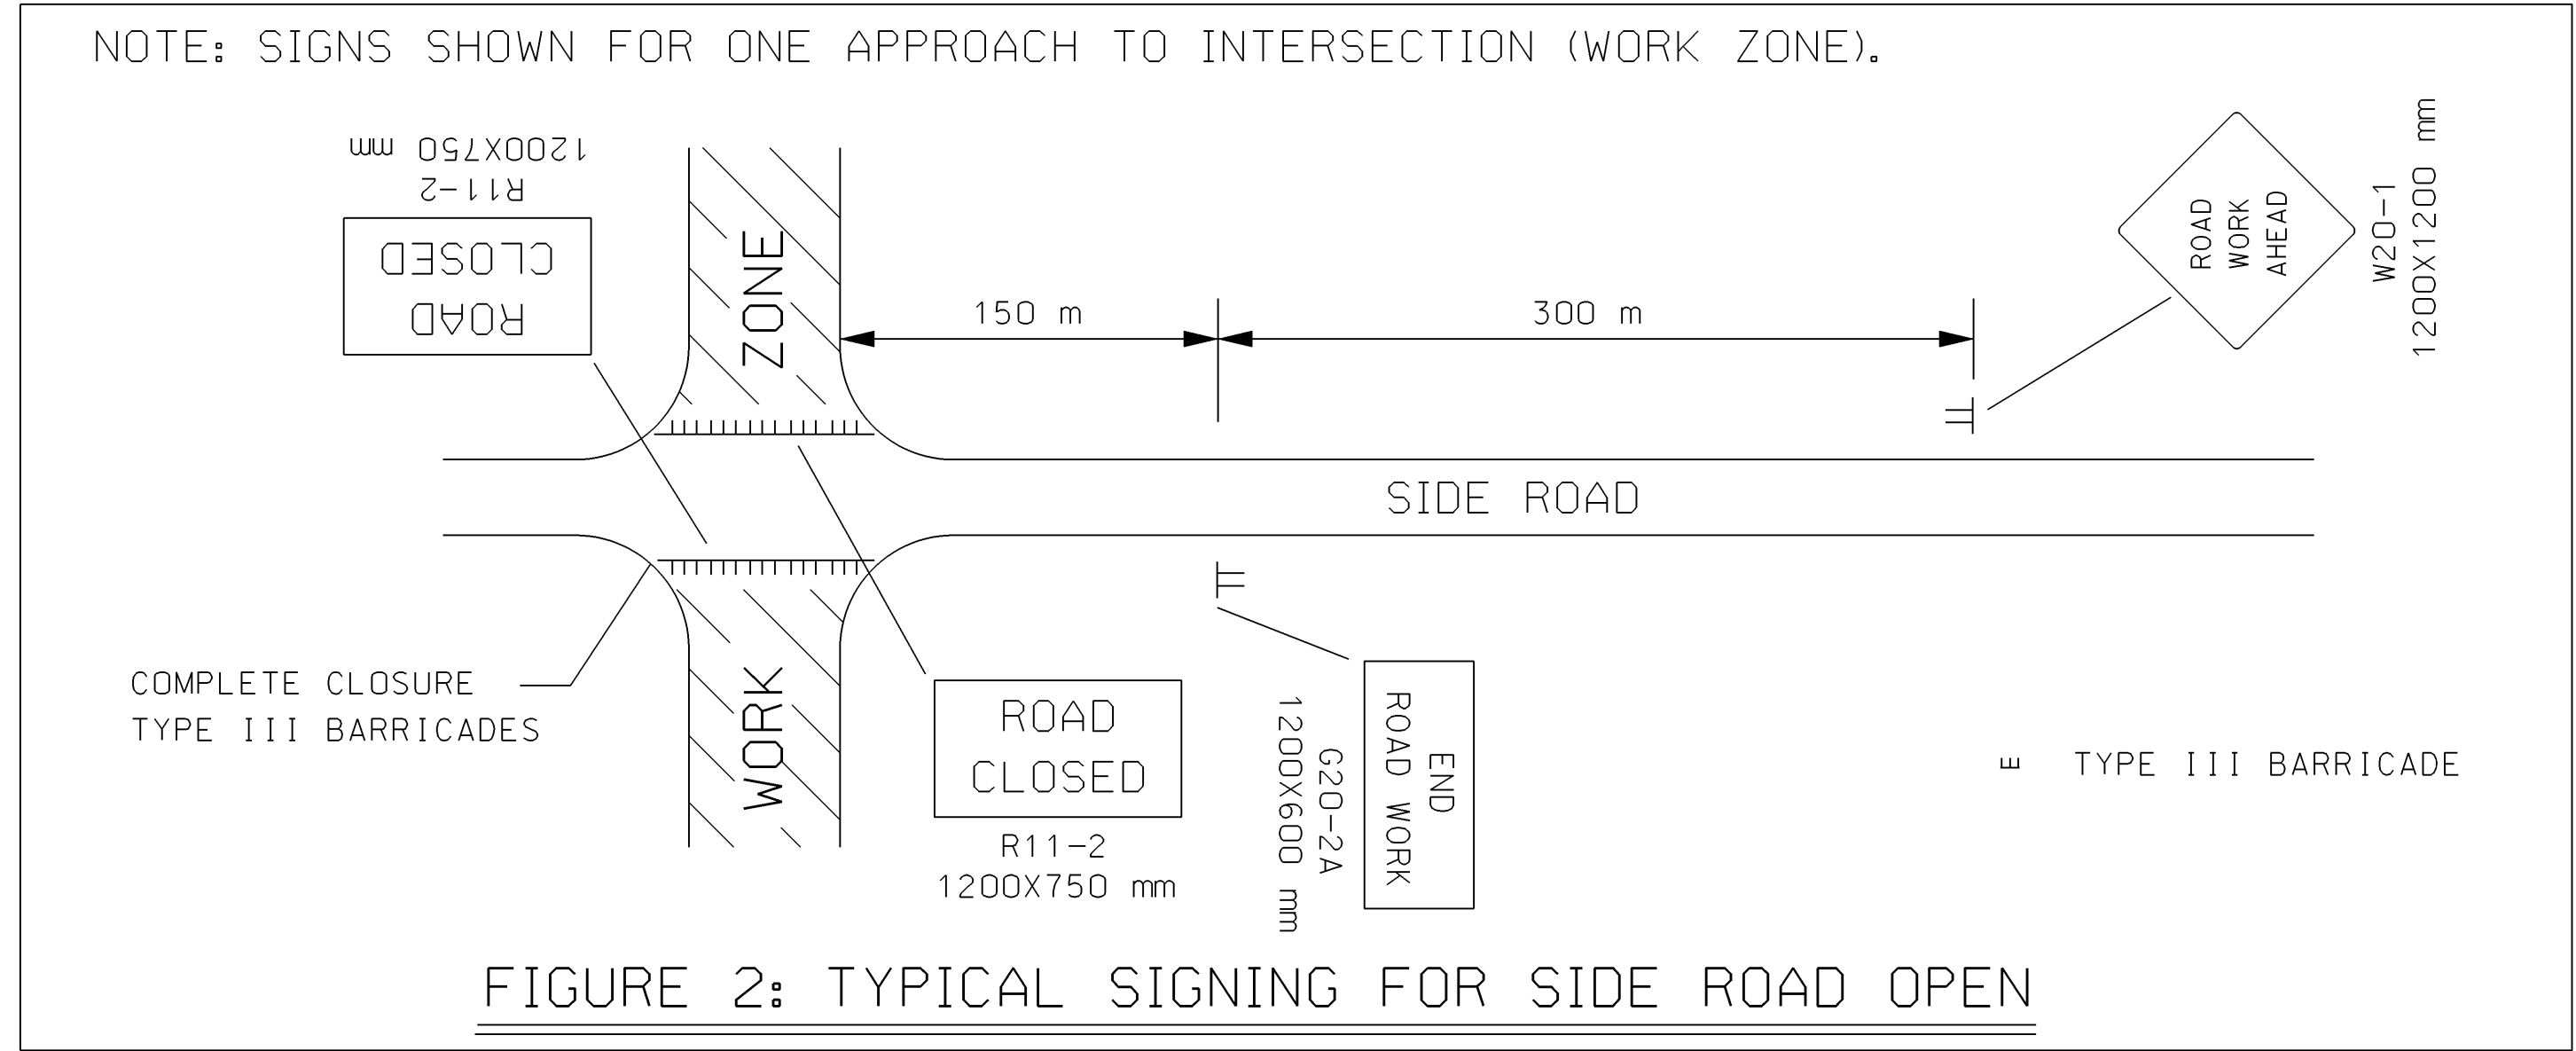 NOTE: SIGNS SHOWN FOR ONE APPROACH TO INTERSECTION (WORK ZONE).
1200X750 mm
R11-2
ROAD
CLOSED
ZONE
150 m
300 m
ROAD
WORK
AHEAD
W20-1
1200X1200 mm
SIDE ROAD
COMPLETE CLOSURE
TYPE III BARRICADES
WORK
ROAD
CLOSED
R11-2
1200X750 mm
END
ROAD WORK
G20-2A
1200X600 mm
E TYPE III BARRICADE
FIGURE 2: TYPICAL SIGNING FOR SIDE ROAD OPEN